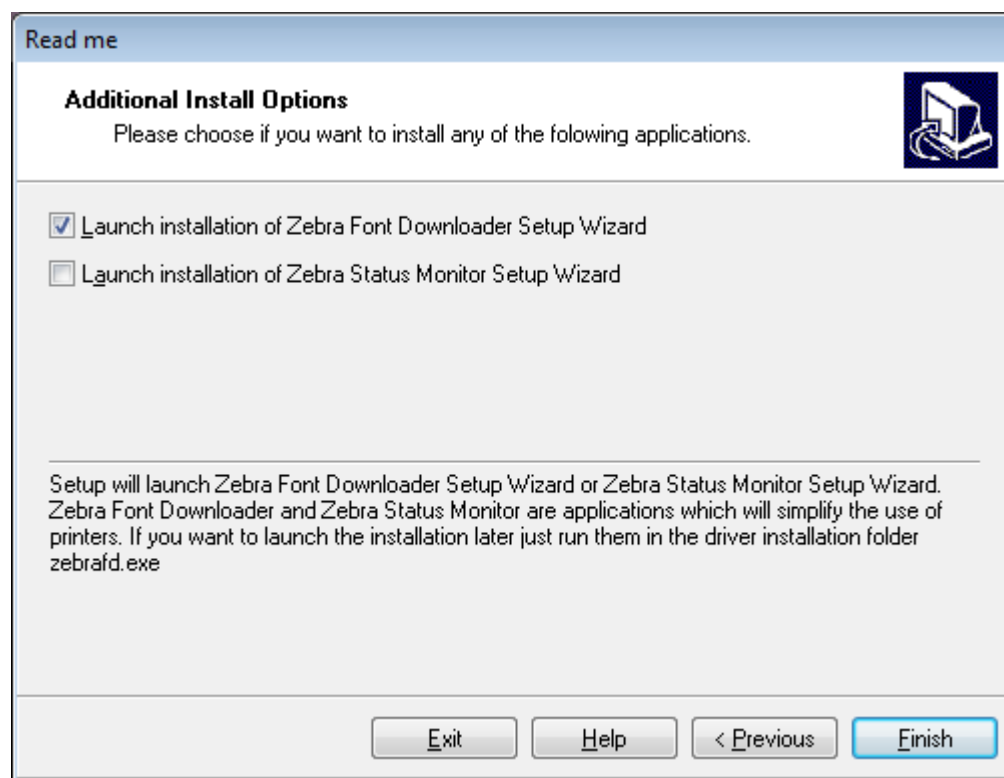 Read me
Additional Install Options
Please choose if you want to install any of the folowing applications.
Launch installation of Zebra Font Downloader Setup Wizard
Launch installation of Zebra Status Monitor Setup Wizard
Setup will launch Zebra Font Downloader Setup Wizard or Zebra Status Monitor Setup Wizard.
Zebra Font Downloader and Zebra Status Monitor are applications which will simplify the use of
printers. If you want to launch the installation later just run them in the driver installation folder
zebrafd.exe
Exit Help < Previous Finish